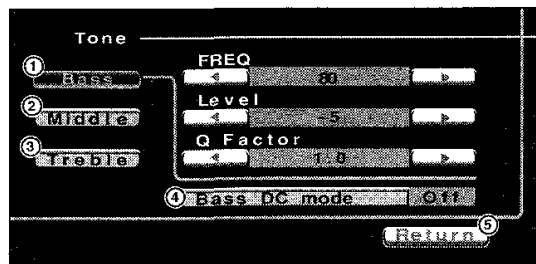 Tone
① Bass
② Middle
③ Treble
FREQ
◄ 80 ►
Level
◄ -5 ►
Q Factor
◄ 1.0 ►
④ Bass DC mode Off
⑤ Return